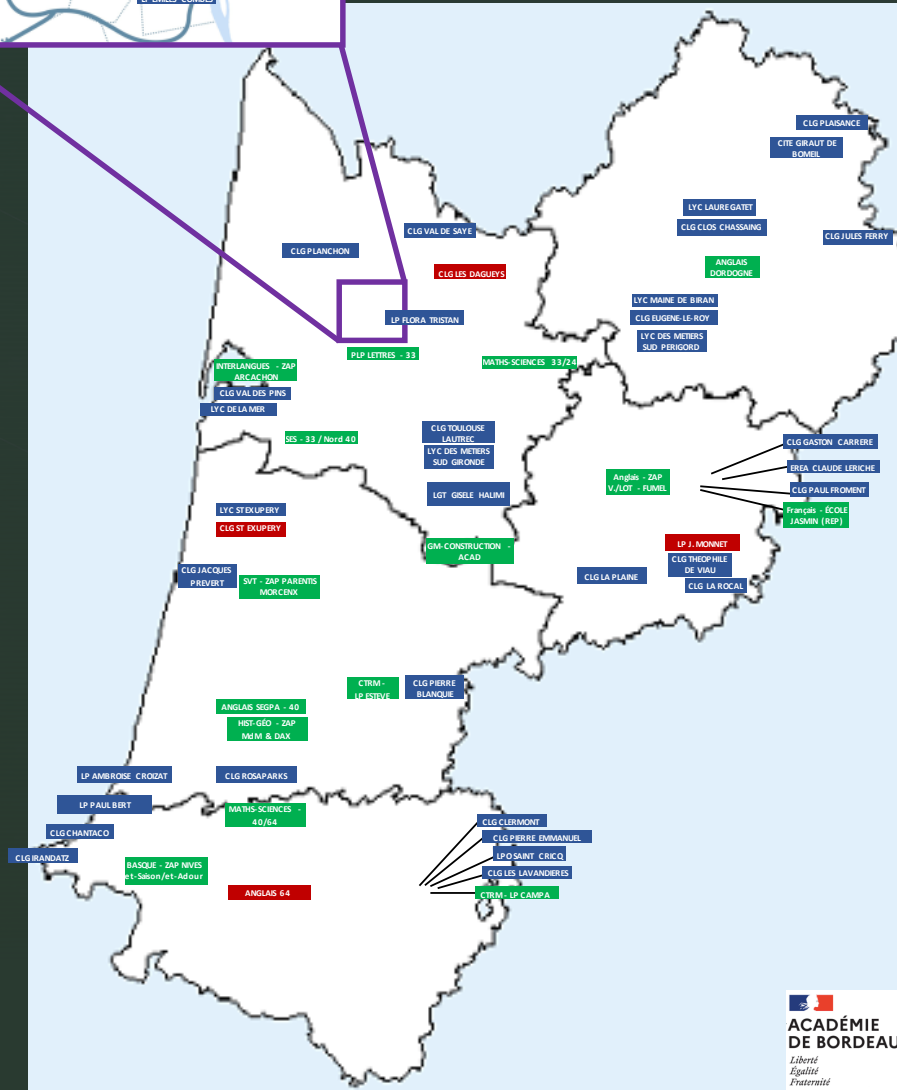 CLG PLAISANCE
CITE GIRAUT DE
BOMEIL
LYC LAURE GATET
CLG CLOS CHASSAING
CLG JULES FERRY
CLG VAL DE SAYE
CLG PLANCHON
CLG LES DAGUEYS
ANGLAIS
DORDOGNE
LYC MAINE DE BIRAN
CLG EUGENE-LE-ROY
LYC DES METIERS
SUD PERIGORD
LP FLORA TRISTAN
PLP LETTRES - 33
MATHS-SCIENCES 33/24
INTERLANGUES - ZAP
ARCACHON
CLG VAL DES PINS
LYC DE LA MER
SES - 33 / Nord 40
CLG TOULOUSE
LAUTREC
LYC DES METIERS
SUD GIRONDE
LGT GISELE HALIMI
CLG GASTON CARRERE
EREA CLAUDE LERICHE
CLG PAUL FROMENT
Français - ÉCOLE
JASMIN (REP)
Anglais - ZAP
V./LOT - FUMEL
LYC ST EXUPERY
CLG ST EXUPERY
GM-CONSTRUCTION -
ACAD
LP J. MONNET
CLG THEOPHILE
DE VIAU
CLG LA ROCAL
CLG LA PLAINE
CLG JACQUES
PREVERT
SVT - ZAP PARENTIS
MORCENX
CTRM -
LP ESTEVE
CLG PIERRE
BLANQUIE
ANGLAIS SEGPA - 40
HIST-GÉO - ZAP
MdM & DAX
LP AMBROISE CROIZAT
CLG ROSAPARKS
LP PAUL BERT
MATHS-SCIENCES -
40/64
CLG CHANTACO
CLG IRANDATZ
CLG CLERMONT
CLG PIERRE EMMANUEL
LPO SAINT CRICQ
CLG LES LAVANDIERES
CTRM - LP CAMPA
BASQUE - ZAP NIVES
et-Saison/et-Adour
ANGLAIS 64
ACADÉMIE
DE BORDEAU
Liberté
Égalité
Fraternité